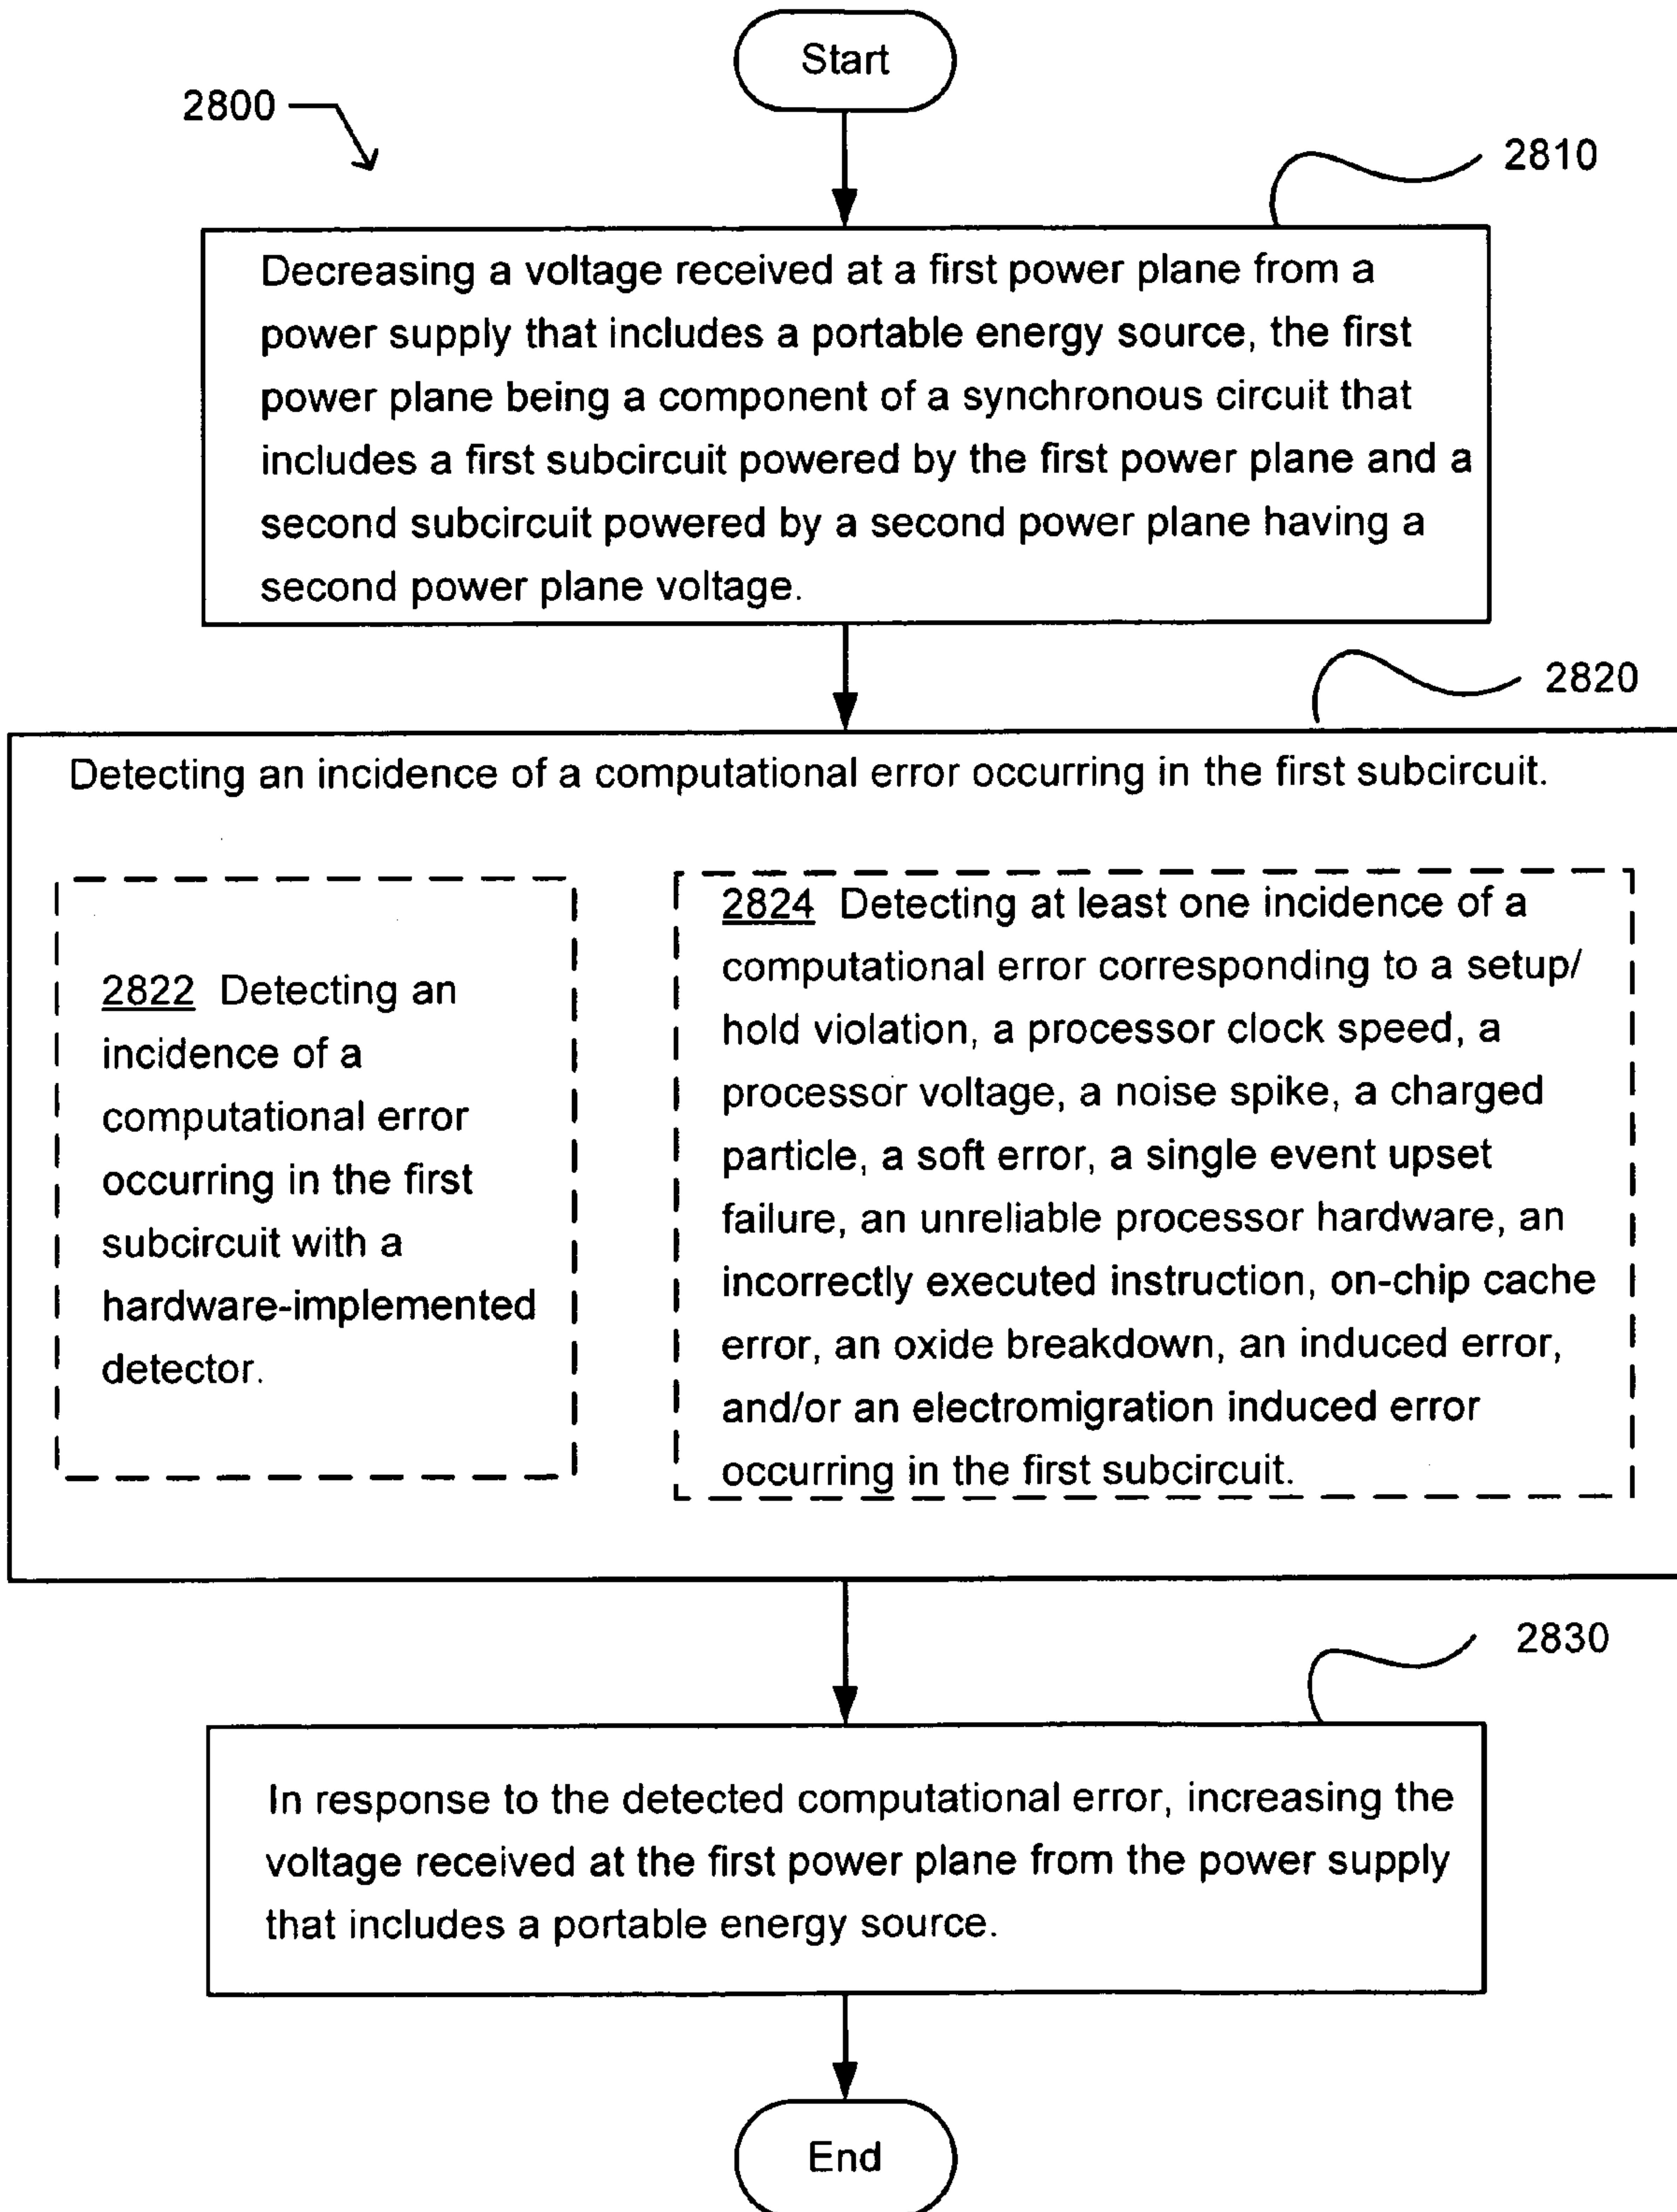 Start
2800
2810
Decreasing a voltage received at a first power plane from a
power supply that includes a portable energy source, the first
power plane being a component of a synchronous circuit that
includes a first subcircuit powered by the first power plane and a
second subcircuit powered by a second power plane having a
second power plane voltage.
2820
Detecting an incidence of a computational error occurring in the first subcircuit.
2822 Detecting an
incidence of a
computational error
occurring in the first
subcircuit with a
hardware-implemented
detector.
2824 Detecting at least one incidence of a
computational error corresponding to a setup/
hold violation, a processor clock speed, a
processor voltage, a noise spike, a charged
particle, a soft error, a single event upset
failure, an unreliable processor hardware, an
incorrectly executed instruction, on-chip cache
error, an oxide breakdown, an induced error,
and/or an electromigration induced error
occurring in the first subcircuit.
2830
In response to the detected computational error, increasing the
voltage received at the first power plane from the power supply
that includes a portable energy source.
End